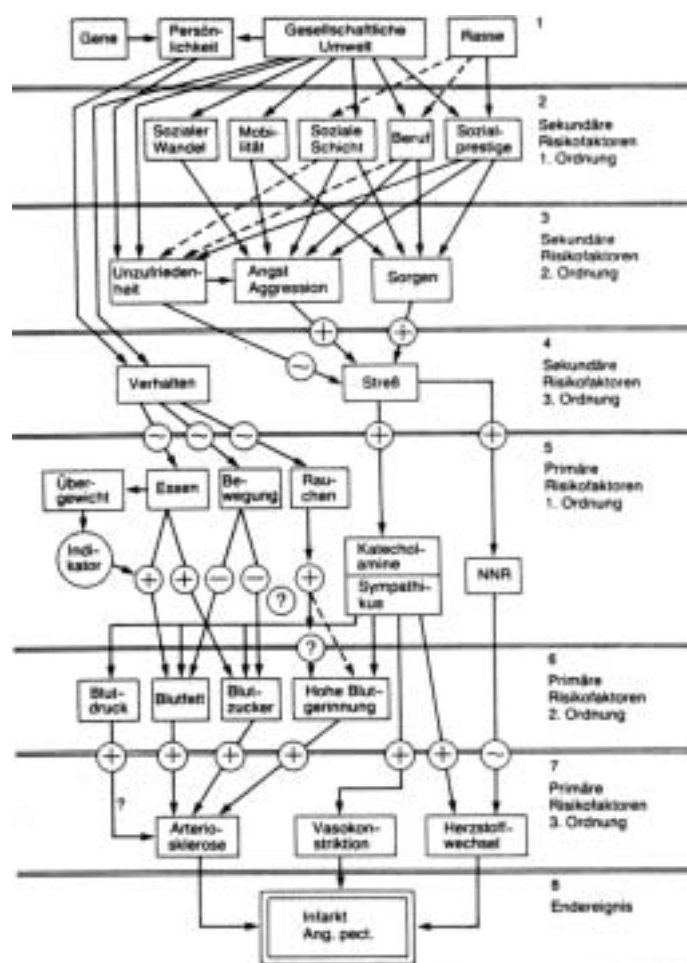 Gene
Persön-
lichkeit
Gesellschaftliche
Umwelt
Rasse
1
Sozialer
Wandel
Mobi-
lität
Soziale
Schicht
Beruf
Sozial-
prestige
2
Sekundäre
Risikofaktoren
1. Ordnung
Unzufrieden-
heit
Angst
Aggression
Sorgen
3
Sekundäre
Risikofaktoren
2. Ordnung
+
+
~
Verhalten
Streß
4
Sekundäre
Risikofaktoren
3. Ordnung
~
~
~
+
+
Über-
gewicht
Essen
Be-
wegung
Rau-
chen
5
Primäre
Risikofaktoren
1. Ordnung
Indi-
kator
Katechol-
amine
Sympathi-
kus
NNR
+
+
−
−
?
+
?
Blut-
druck
Blutfett
Blut-
zucker
Hohe Blut-
gerinnung
6
Primäre
Risikofaktoren
2. Ordnung
+
+
+
+
+
+
~
?
Arterio-
sklerose
Vasokon-
striktion
Herzstoff-
wechsel
7
Primäre
Risikofaktoren
3. Ordnung
Infarkt
Ang. pect.
8
Endereignis